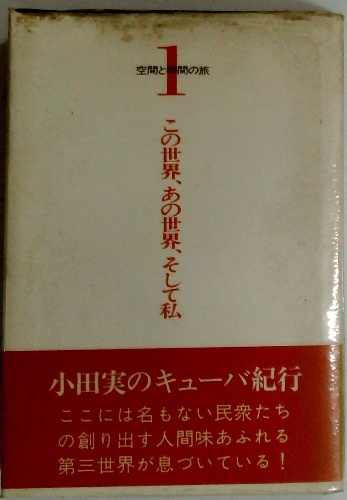 1
空間と時間の旅
この世界、あの世界、そして私
小田実のキューバ紀行
ここには名もない民衆たち
の創り出す人間味あふれる
第三世界が息づいている！